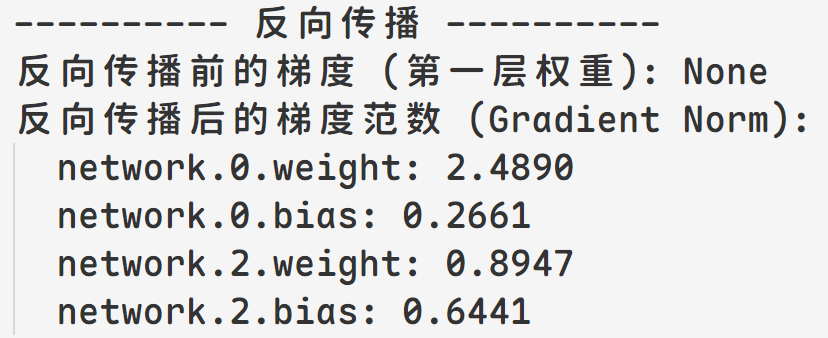 ---------- 反向传播 ----------
反向传播前的梯度 (第一层权重): None
反向传播后的梯度范数 (Gradient Norm):
  network.0.weight: 2.4890
  network.0.bias: 0.2661
  network.2.weight: 0.8947
  network.2.bias: 0.6441